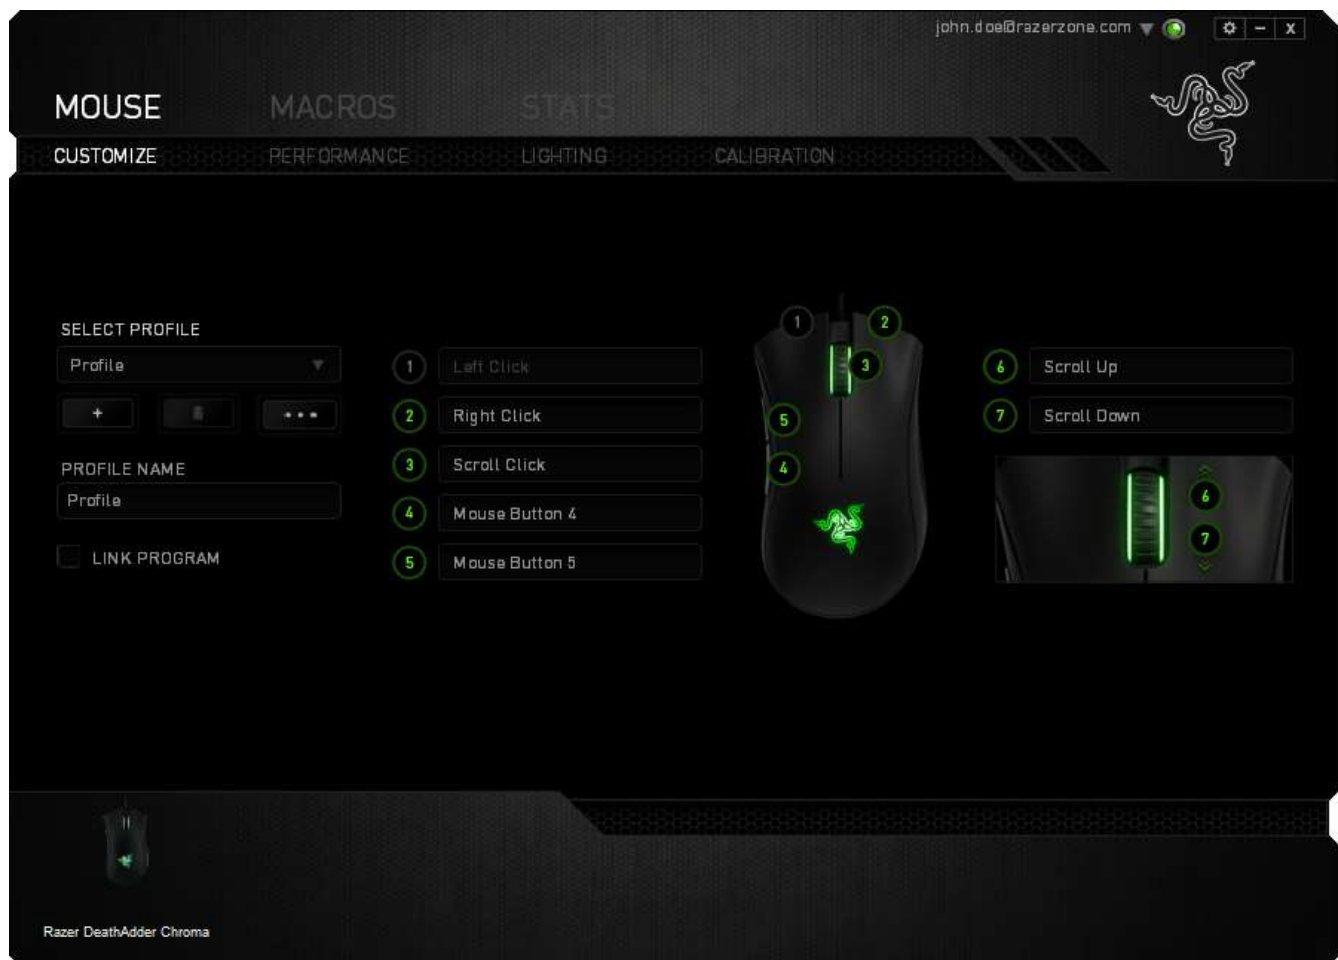 john.doe@razerzone.com
MOUSE MACROS STATS
CUSTOMIZE PERFORMANCE LIGHTING CALIBRATION
SELECT PROFILE
Profile
+
PROFILE NAME
Profile
LINK PROGRAM
1 Left Click
2 Right Click
3 Scroll Click
4 Mouse Button 4
5 Mouse Button 5
1 2
3
5
4
6 Scroll Up
7 Scroll Down
6
7
Razer DeathAdder Chroma